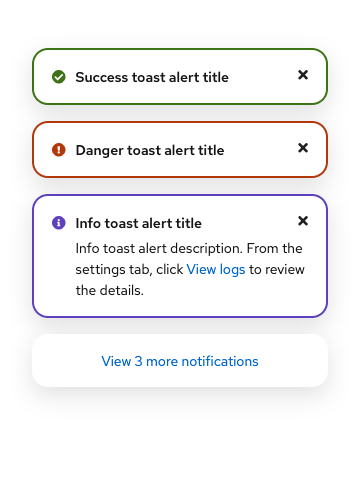 Success toast alert title
Danger toast alert title
Info toast alert title
Info toast alert description. From the
settings tab, click View logs to review
the details.
View 3 more notifications